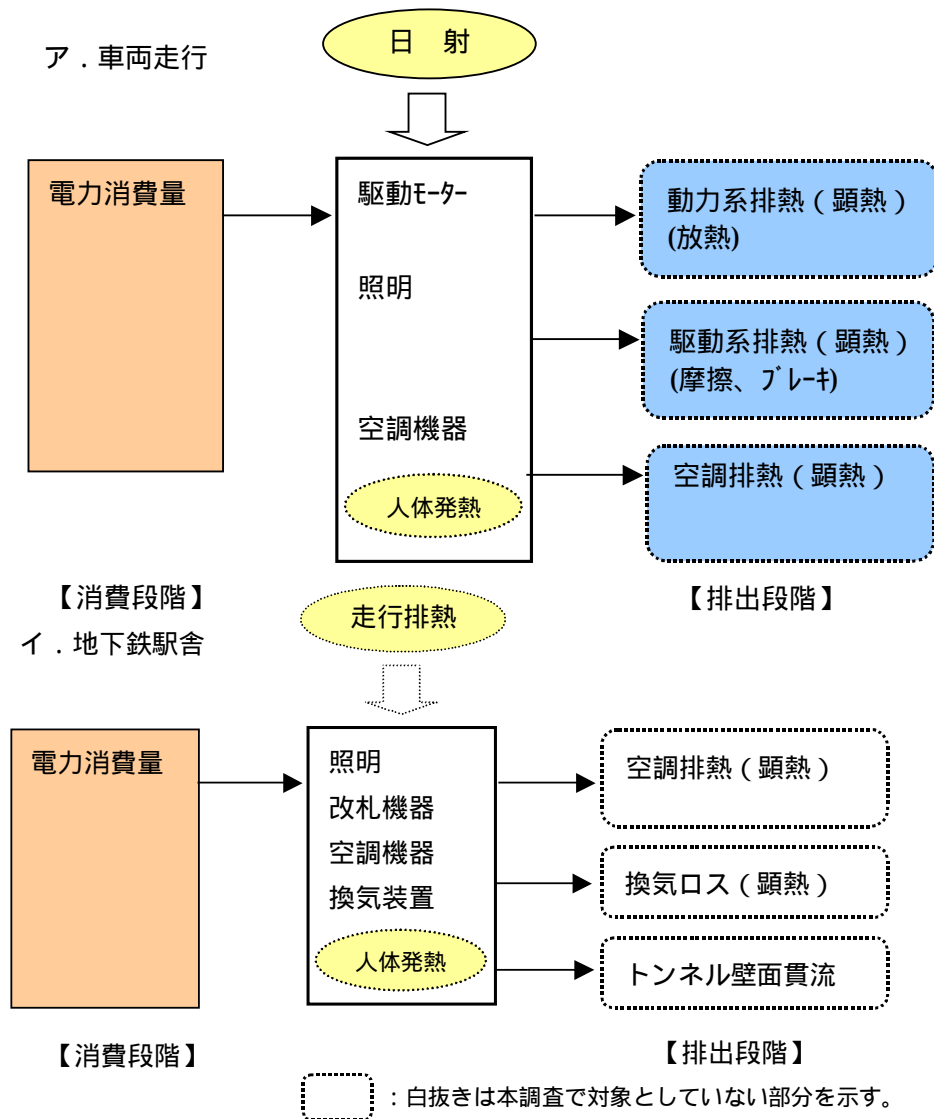 ア．車両走行
日　射
電力消費量
駆動ﾓｰﾀｰ
照明
空調機器
人体発熱
動力系排熱（顕熱）
(放熱)
駆動系排熱（顕熱）
(摩擦、ﾌﾞﾚｰｷ)
空調排熱（顕熱）
【消費段階】
【排出段階】
走行排熱
イ．地下鉄駅舎
電力消費量
照明
改札機器
空調機器
換気装置
人体発熱
空調排熱（顕熱）
換気ロス（顕熱）
トンネル壁面貫流
【消費段階】
【排出段階】
：白抜きは本調査で対象としていない部分を示す。